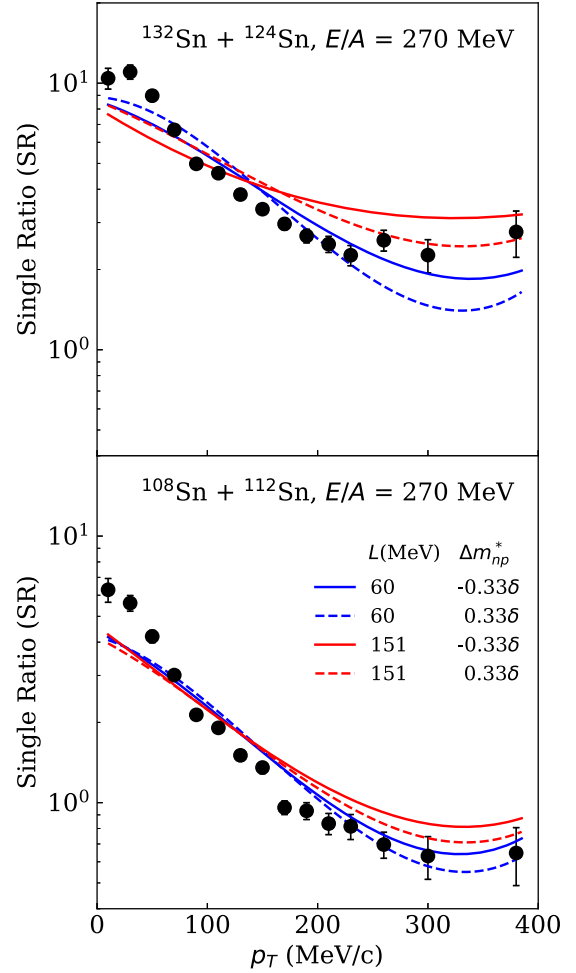 ¹³²Sn + ¹²⁴Sn, E/A = 270 MeV
10¹
10⁰
Single Ratio (SR)
¹⁰⁸Sn + ¹¹²Sn, E/A = 270 MeV
10¹
10⁰
Single Ratio (SR)
L(MeV) Δm*ₙₚ
60 -0.33δ
60 0.33δ
151 -0.33δ
151 0.33δ
0 100 200 300 400
p_T (MeV/c)